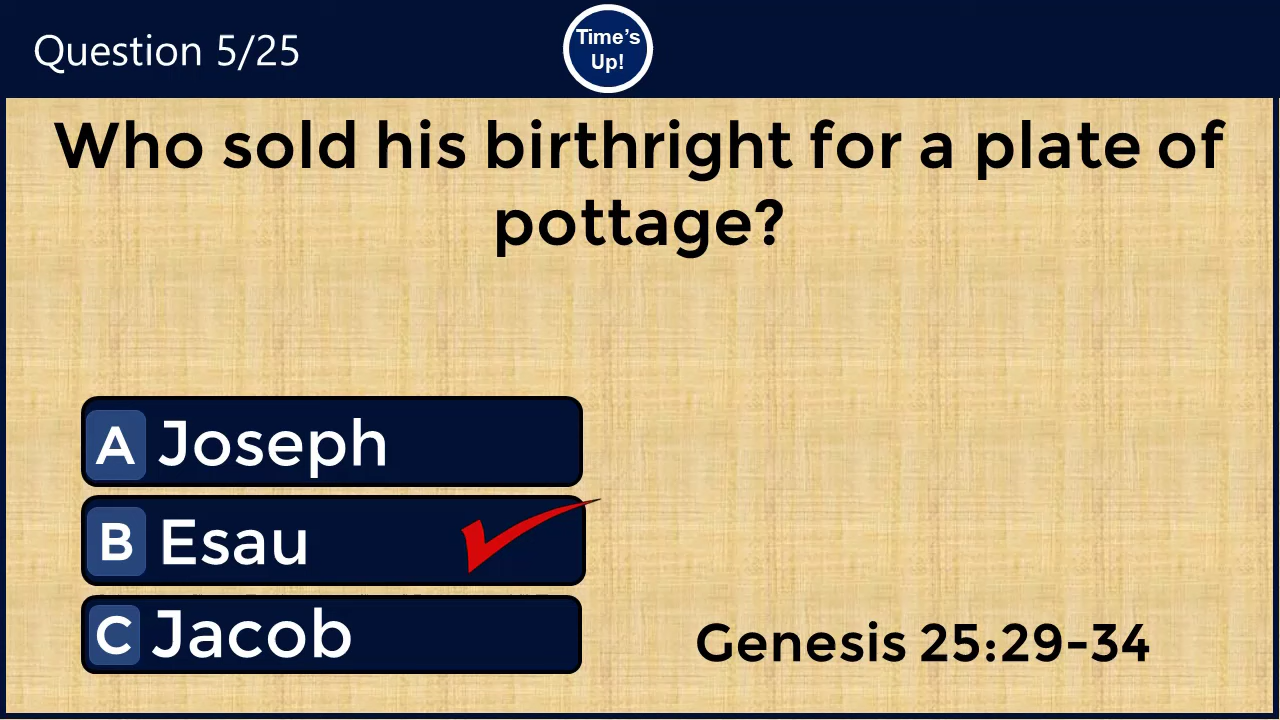 Question 5/25
Time’s
Up!
Who sold his birthright for a plate of
pottage?
A Joseph
B Esau
C Jacob
Genesis 25:29-34